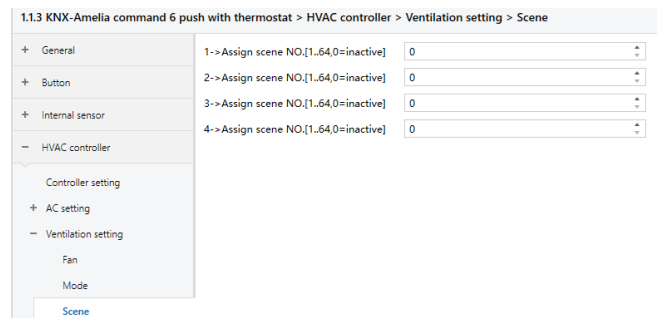 1.1.3 KNX-Amelia command 6 push with thermostat > HVAC controller > Ventilation setting > Scene
+ General
+ Button
+ Internal sensor
− HVAC controller
Controller setting
+ AC setting
− Ventilation setting
Fan
Mode
Scene
1->Assign scene NO.[1..64,0=inactive] 0
2->Assign scene NO.[1..64,0=inactive] 0
3->Assign scene NO.[1..64,0=inactive] 0
4->Assign scene NO.[1..64,0=inactive] 0